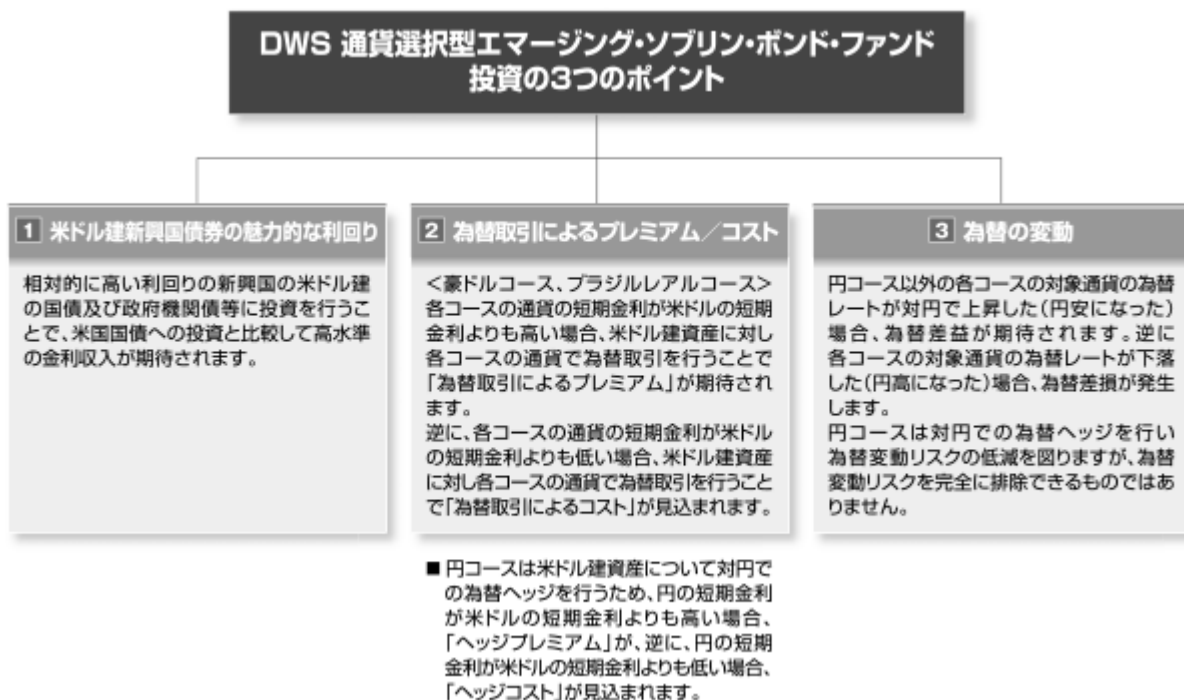 DWS 通貨選択型エマージング・ソブリン・ボンド・ファンド
投資の3つのポイント
1 米ドル建新興国債券の魅力的な利回り
相対的に高い利回りの新興国の米ドル建
の国債及び政府機関債等に投資を行うこ
とで、米国国債への投資と比較して高水準
の金利収入が期待されます。
2 為替取引によるプレミアム／コスト
＜豪ドルコース、ブラジルレアルコース＞
各コースの通貨の短期金利が米ドルの短期
金利よりも高い場合、米ドル建資産に対し
各コースの通貨で為替取引を行うことで
「為替取引によるプレミアム」が期待され
ます。
逆に、各コースの通貨の短期金利が米ドル
の短期金利よりも低い場合、米ドル建資産
に対し各コースの通貨で為替取引を行うこと
で「為替取引によるコスト」が見込まれます。
■ 円コースは米ドル建資産について対円で
の為替ヘッジを行うため、円の短期金利
が米ドルの短期金利よりも高い場合、
「ヘッジプレミアム」が、逆に、円の短期
金利が米ドルの短期金利よりも低い場合、
「ヘッジコスト」が見込まれます。
3 為替の変動
円コース以外の各コースの対象通貨の為替
レートが対円で上昇した(円安になった)
場合、為替差益が期待されます。逆に
各コースの対象通貨の為替レートが下落
した(円高になった)場合、為替差損が発生
します。
円コースは対円での為替ヘッジを行い
為替変動リスクの低減を図りますが、為替
変動リスクを完全に排除できるものではあ
りません。